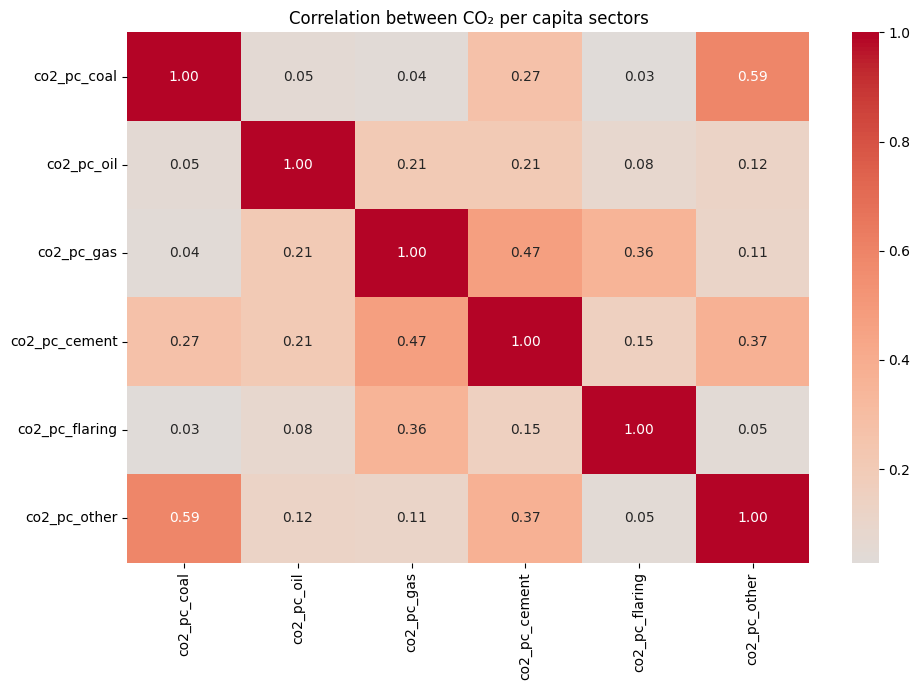 Correlation between CO₂ per capita sectors
co2_pc_coal 1.00 0.05 0.04 0.27 0.03 0.59
co2_pc_oil 0.05 1.00 0.21 0.21 0.08 0.12
co2_pc_gas 0.04 0.21 1.00 0.47 0.36 0.11
co2_pc_cement 0.27 0.21 0.47 1.00 0.15 0.37
co2_pc_flaring 0.03 0.08 0.36 0.15 1.00 0.05
co2_pc_other 0.59 0.12 0.11 0.37 0.05 1.00
co2_pc_coal
co2_pc_oil
co2_pc_gas
co2_pc_cement
co2_pc_flaring
co2_pc_other
1.0
0.8
0.6
0.4
0.2